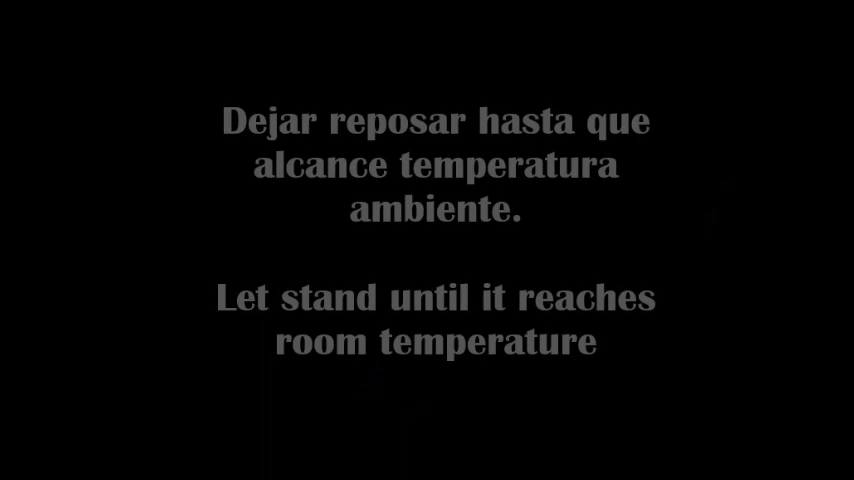 Dejar reposar hasta que
alcance temperatura
ambiente.
Let stand until it reaches
room temperature